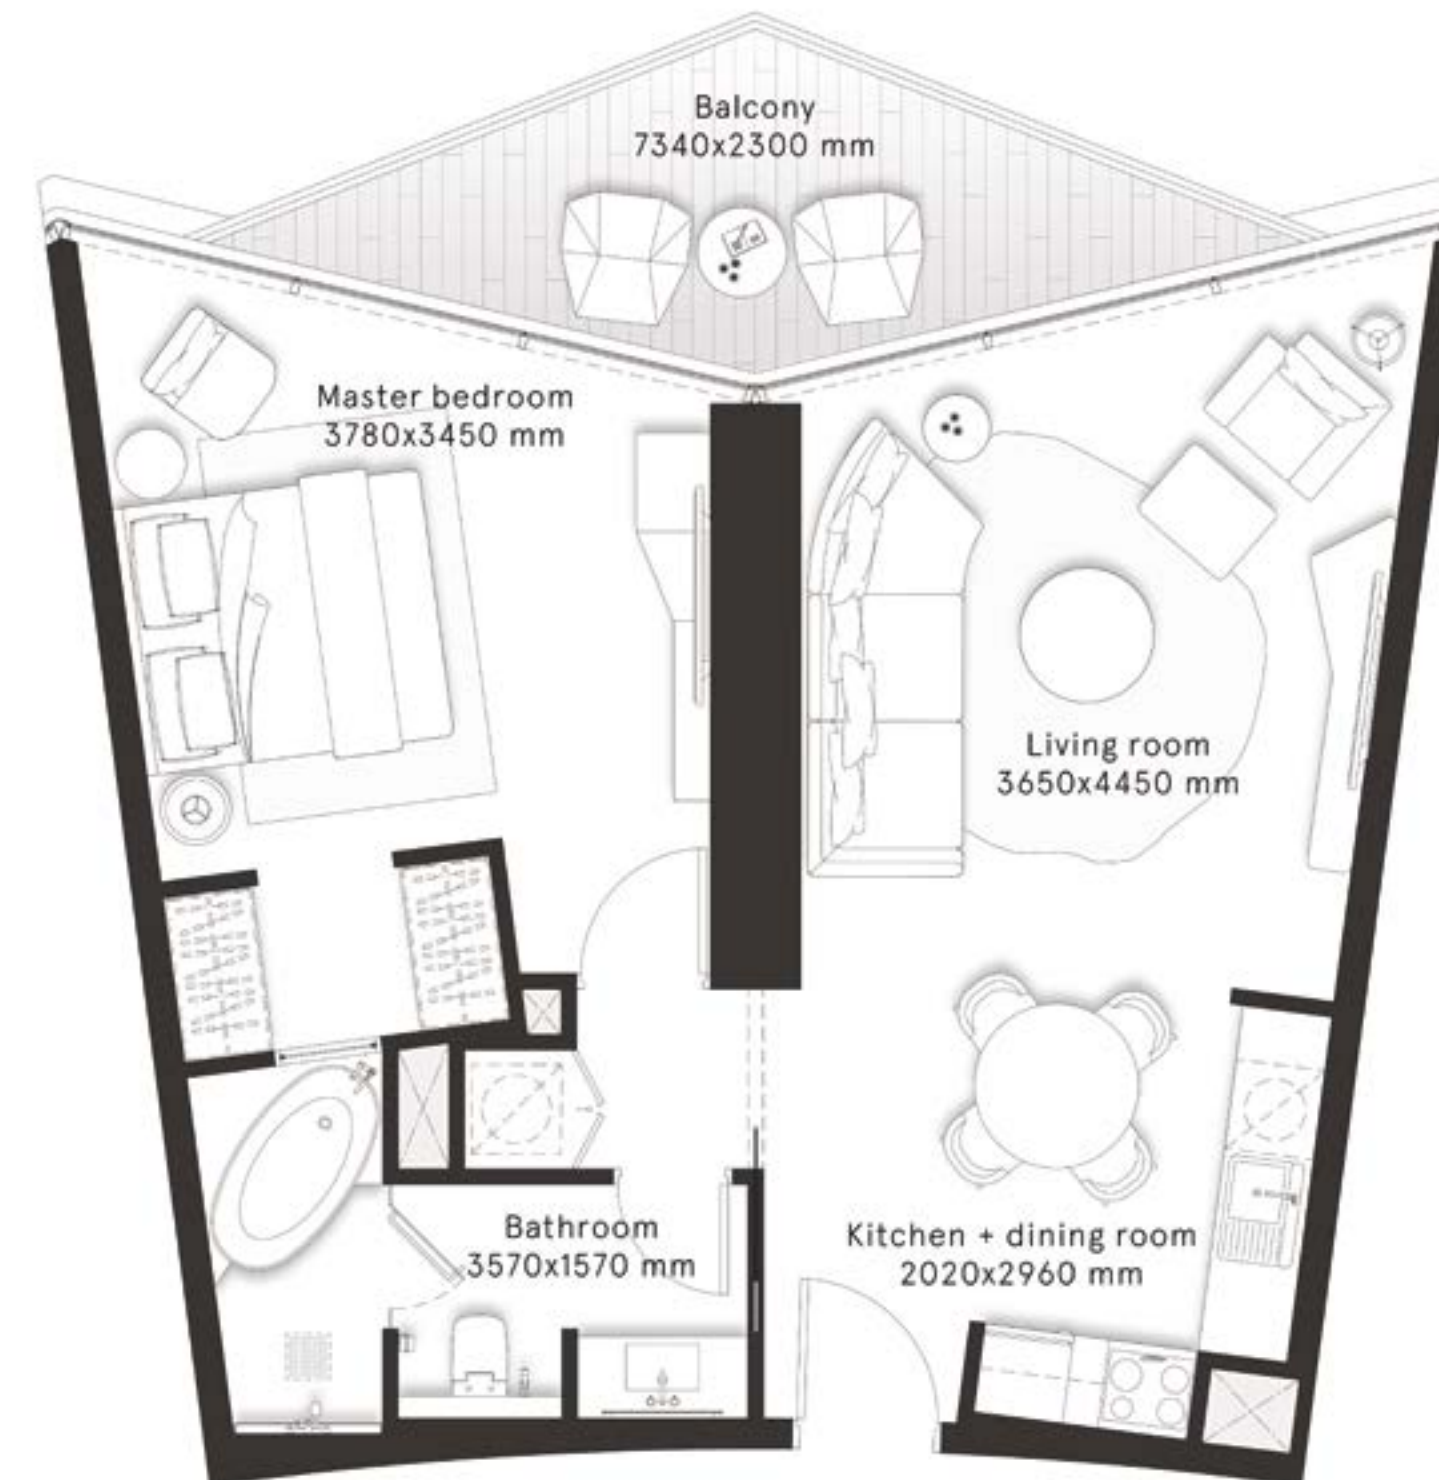 Balcony
7340x2300 mm
Master bedroom
3780x3450 mm
Living room
3650x4450 mm
Bathroom
3570x1570 mm
Kitchen + dining room
2020x2960 mm